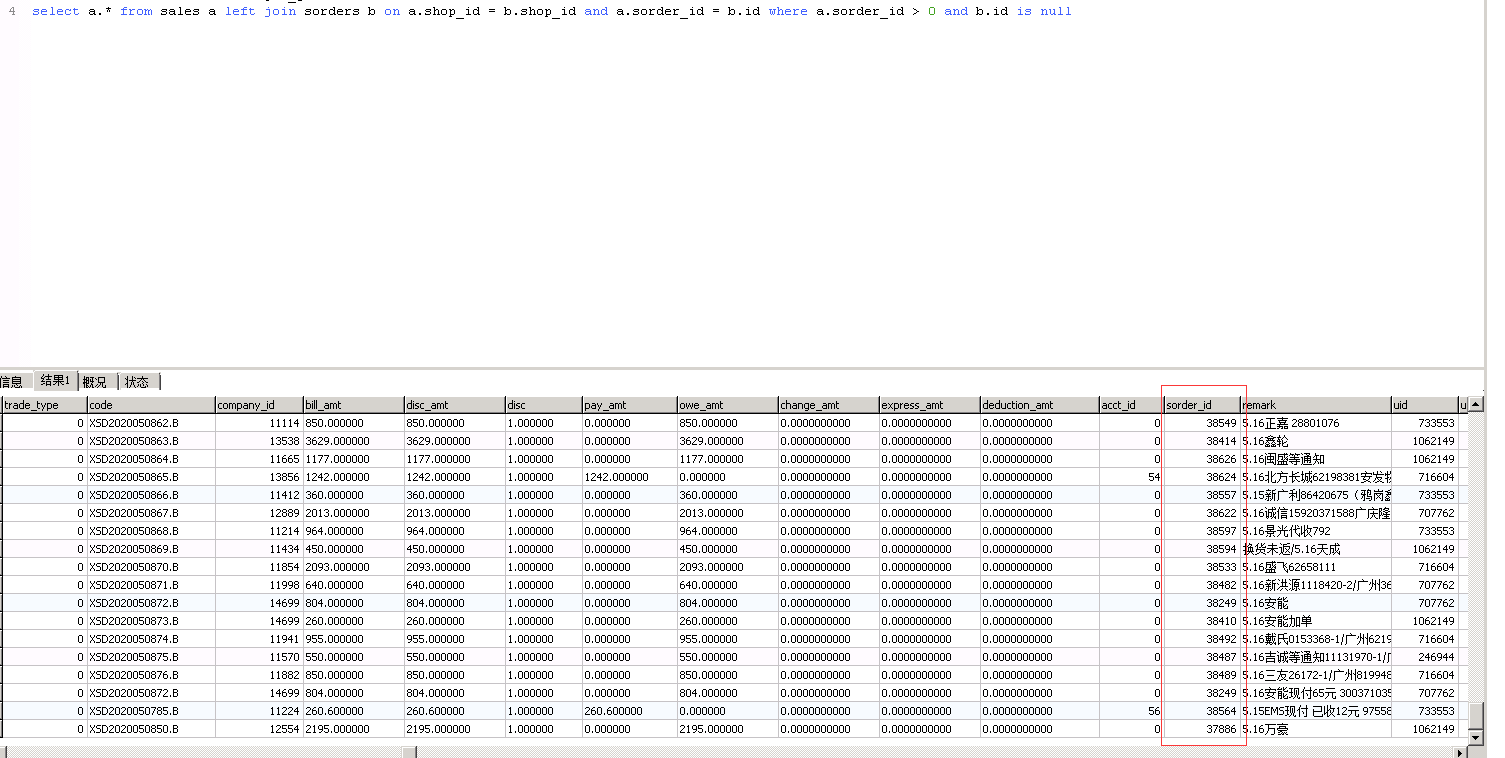 4 select a.* from sales a left join sorders b on a.shop_id = b.shop_id and a.sorder_id = b.id where a.sorder_id > 0 and b.id is null
信息 结果1 概况 状态
trade_type code company_id bill_amt disc_amt disc pay_amt owe_amt change_amt express_amt deduction_amt acct_id sorder_id remark uid u
0 XSD2020050862.B 11114 850.000000 850.000000 1.000000 0.000000 850.000000 0.0000000000 0.0000000000 0.0000000000 0 38549 5.16正嘉 28801076 733553
0 XSD2020050863.B 13538 3629.000000 3629.000000 1.000000 0.000000 3629.000000 0.0000000000 0.0000000000 0.0000000000 0 38414 5.16鑫轮 1062149
0 XSD2020050864.B 11665 1177.000000 1177.000000 1.000000 0.000000 1177.000000 0.0000000000 0.0000000000 0.0000000000 0 38626 5.16闽盛等通知 1062149
0 XSD2020050865.B 13856 1242.000000 1242.000000 1.000000 1242.000000 0.000000 0.0000000000 0.0000000000 0.0000000000 54 38624 5.16北方长城62198381安发物 716604
0 XSD2020050866.B 11412 360.000000 360.000000 1.000000 0.000000 360.000000 0.0000000000 0.0000000000 0.0000000000 0 38557 5.15新广利86420675（鸦岗鑫 733553
0 XSD2020050867.B 12889 2013.000000 2013.000000 1.000000 0.000000 2013.000000 0.0000000000 0.0000000000 0.0000000000 0 38622 5.16诚信15920371588广庆隆 707762
0 XSD2020050868.B 11214 964.000000 964.000000 1.000000 0.000000 964.000000 0.0000000000 0.0000000000 0.0000000000 0 38597 5.16景光代收792 733553
0 XSD2020050869.B 11434 450.000000 450.000000 1.000000 0.000000 450.000000 0.0000000000 0.0000000000 0.0000000000 0 38594 换货未返/5.16天成 1062149
0 XSD2020050870.B 11854 2093.000000 2093.000000 1.000000 0.000000 2093.000000 0.0000000000 0.0000000000 0.0000000000 0 38533 5.16盛飞62658111 716604
0 XSD2020050871.B 11998 640.000000 640.000000 1.000000 0.000000 640.000000 0.0000000000 0.0000000000 0.0000000000 0 38482 5.16新洪源1118420-2/广州36 707762
0 XSD2020050872.B 14699 804.000000 804.000000 1.000000 0.000000 804.000000 0.0000000000 0.0000000000 0.0000000000 0 38249 5.16安能 707762
0 XSD2020050873.B 14699 260.000000 260.000000 1.000000 0.000000 260.000000 0.0000000000 0.0000000000 0.0000000000 0 38410 5.16安能加单 1062149
0 XSD2020050874.B 11941 955.000000 955.000000 1.000000 0.000000 955.000000 0.0000000000 0.0000000000 0.0000000000 0 38492 5.16戴氏0153368-1/广州6219 716604
0 XSD2020050875.B 11570 550.000000 550.000000 1.000000 0.000000 550.000000 0.0000000000 0.0000000000 0.0000000000 0 38487 5.16吉诚等通知11131970-1/ 246944
0 XSD2020050876.B 11882 850.000000 850.000000 1.000000 0.000000 850.000000 0.0000000000 0.0000000000 0.0000000000 0 38489 5.16三友26172-1/广州819948 716604
0 XSD2020050872.B 14699 804.000000 804.000000 1.000000 0.000000 804.000000 0.0000000000 0.0000000000 0.0000000000 0 38249 5.16安能现付65元 300371035 707762
0 XSD2020050785.B 11224 260.600000 260.600000 1.000000 260.600000 0.000000 0.0000000000 0.0000000000 0.0000000000 56 38564 5.15EMS现付 已收12元 97558 733553
0 XSD2020050850.B 12554 2195.000000 2195.000000 1.000000 0.000000 2195.000000 0.0000000000 0.0000000000 0.0000000000 0 37886 5.16万豪 1062149